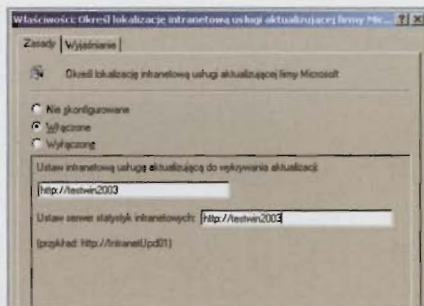 Właściwości: Określ lokalizację intranetową usługi aktualizującej firmy Mic...
Zasady
Wyjaśnianie
Określ lokalizację intranetową usługi aktualizującej firmy Microsoft
Nie skonfigurowane
Włączone
Wyłączone
Ustaw intranetową usługę aktualizującą do wykrywania aktualizacji:
http://testwin2003
Ustaw serwer statystyk intranetowych: http://testwin2003
(przykład: http://IntranetUpd01)